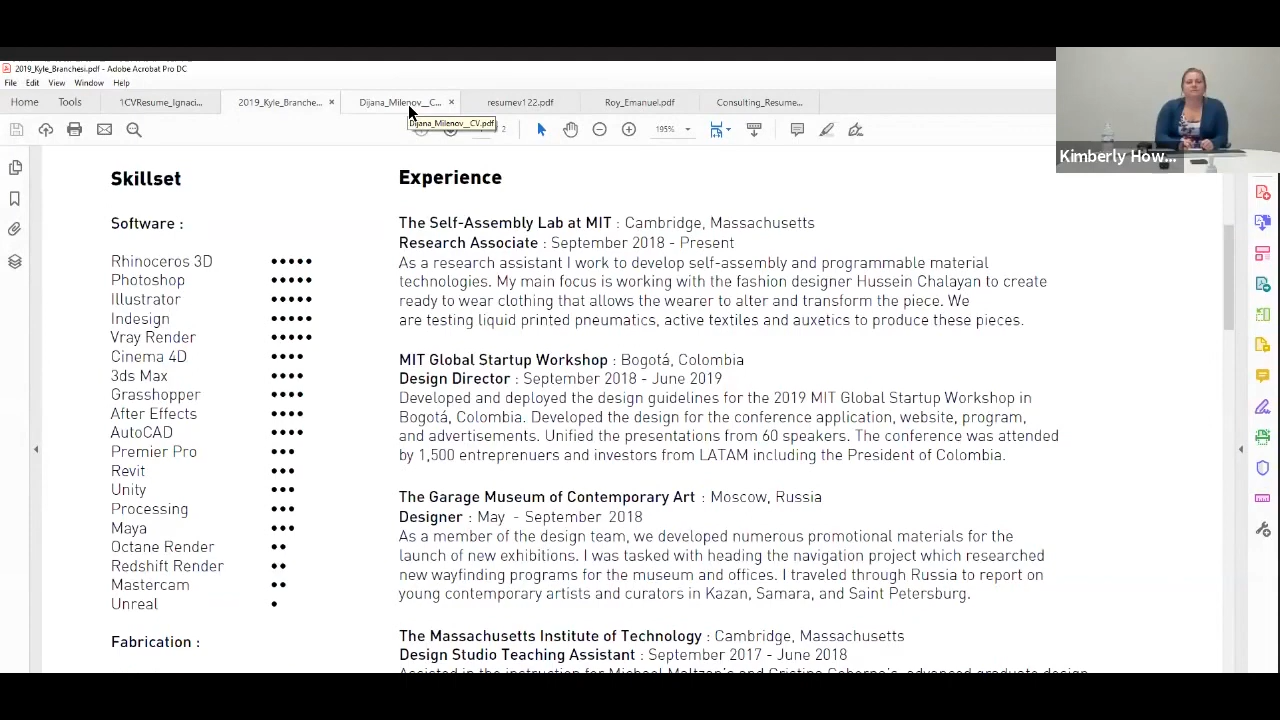 2019_Kyle_Branchesi.pdf - Adobe Acrobat Pro DC
File Edit View Window Help
Home Tools 1CVResume_Ignaci... 2019_Kyle_Branche... × Dijana_Milenov__C... × resumev122.pdf Roy_Emanuel.pdf Consulting_Resume...
Dijana_Milenov__CV.pdf
2 195%
Kimberly How...
Skillset
Software :
Rhinoceros 3D •••••
Photoshop •••••
Illustrator •••••
Indesign •••••
Vray Render •••••
Cinema 4D ••••
3ds Max ••••
Grasshopper ••••
After Effects ••••
AutoCAD ••••
Premier Pro •••
Revit •••
Unity •••
Processing •••
Maya •••
Octane Render ••
Redshift Render ••
Mastercam ••
Unreal •
Fabrication :
Experience
The Self-Assembly Lab at MIT : Cambridge, Massachusetts
Research Associate : September 2018 - Present
As a research assistant I work to develop self-assembly and programmable material
technologies. My main focus is working with the fashion designer Hussein Chalayan to create
ready to wear clothing that allows the wearer to alter and transform the piece. We
are testing liquid printed pneumatics, active textiles and auxetics to produce these pieces.
MIT Global Startup Workshop : Bogotá, Colombia
Design Director : September 2018 - June 2019
Developed and deployed the design guidelines for the 2019 MIT Global Startup Workshop in
Bogotá, Colombia. Developed the design for the conference application, website, program,
and advertisements. Unified the presentations from 60 speakers. The conference was attended
by 1,500 entreprenuers and investors from LATAM including the President of Colombia.
The Garage Museum of Contemporary Art : Moscow, Russia
Designer : May - September 2018
As a member of the design team, we developed numerous promotional materials for the
launch of new exhibitions. I was tasked with heading the navigation project which researched
new wayfinding programs for the museum and offices. I traveled through Russia to report on
young contemporary artists and curators in Kazan, Samara, and Saint Petersburg.
The Massachusetts Institute of Technology : Cambridge, Massachusetts
Design Studio Teaching Assistant : September 2017 - June 2018